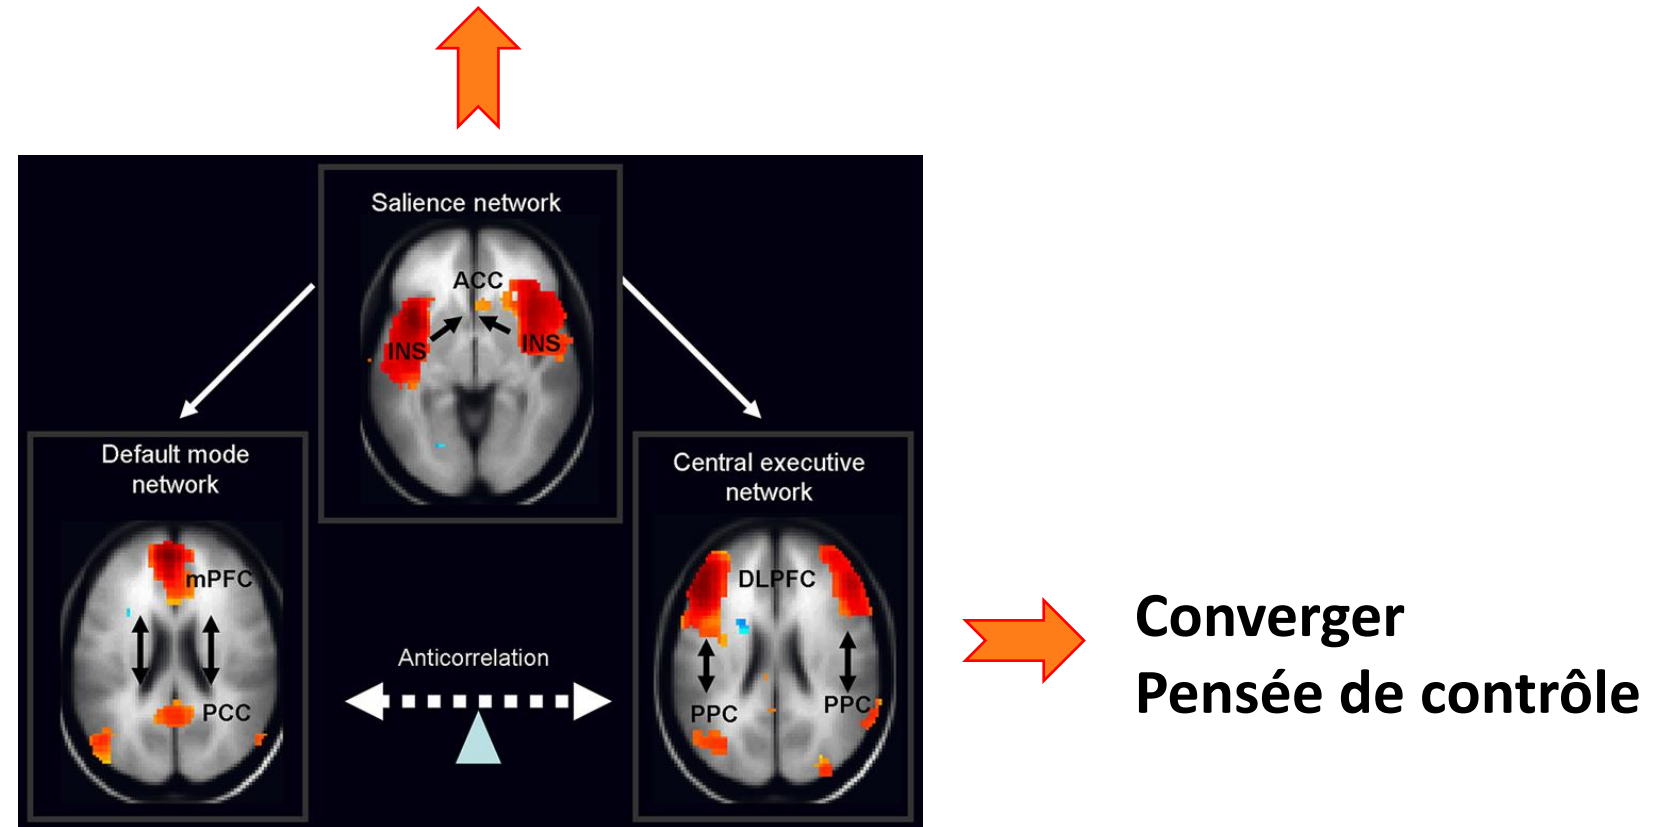 Salience network
ACC
INS
INS
Default mode
network
mPFC
PCC
Anticorrelation
Central executive
network
DLPFC
PPC
PPC
Converger
Pensée de contrôle